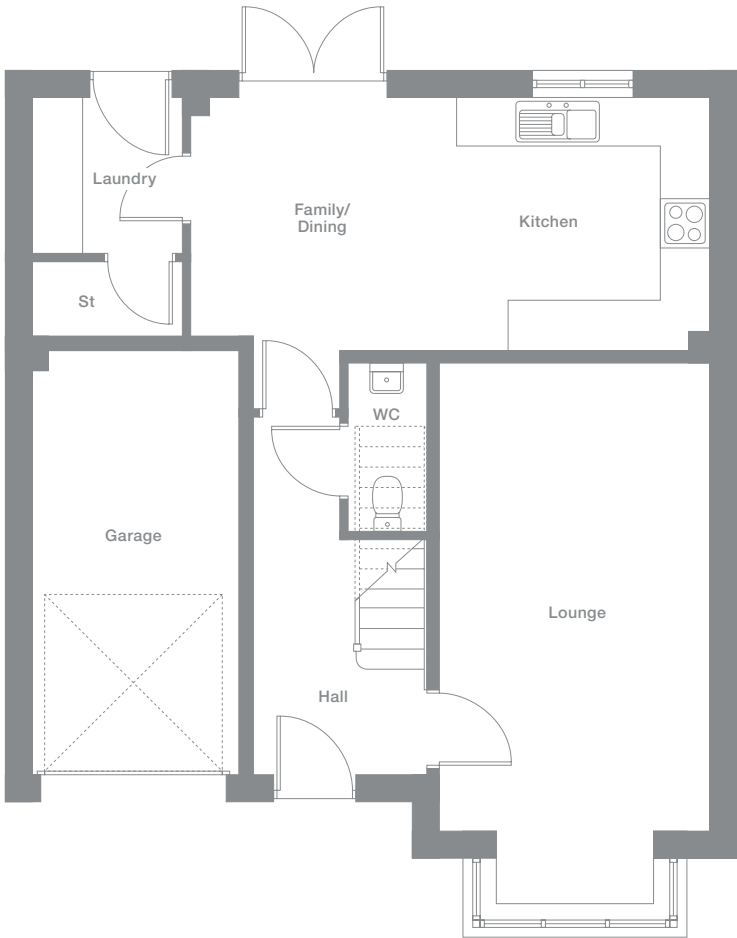 Laundry
Family/
Dining
Kitchen
St
WC
Garage
Lounge
Hall